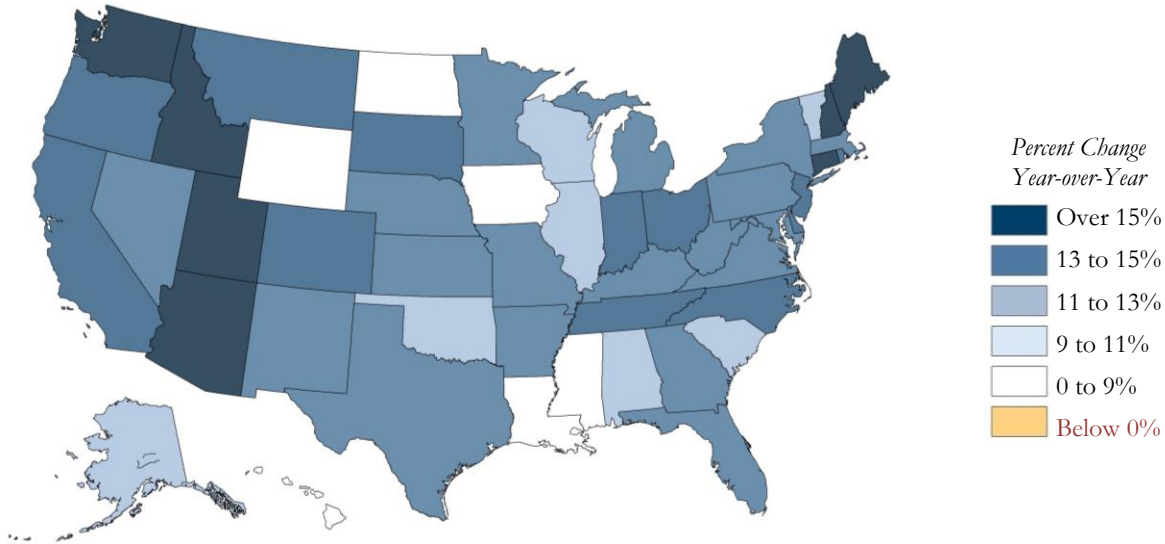 Percent Change
Year-over-Year
Over 15%
13 to 15%
11 to 13%
9 to 11%
0 to 9%
Below 0%